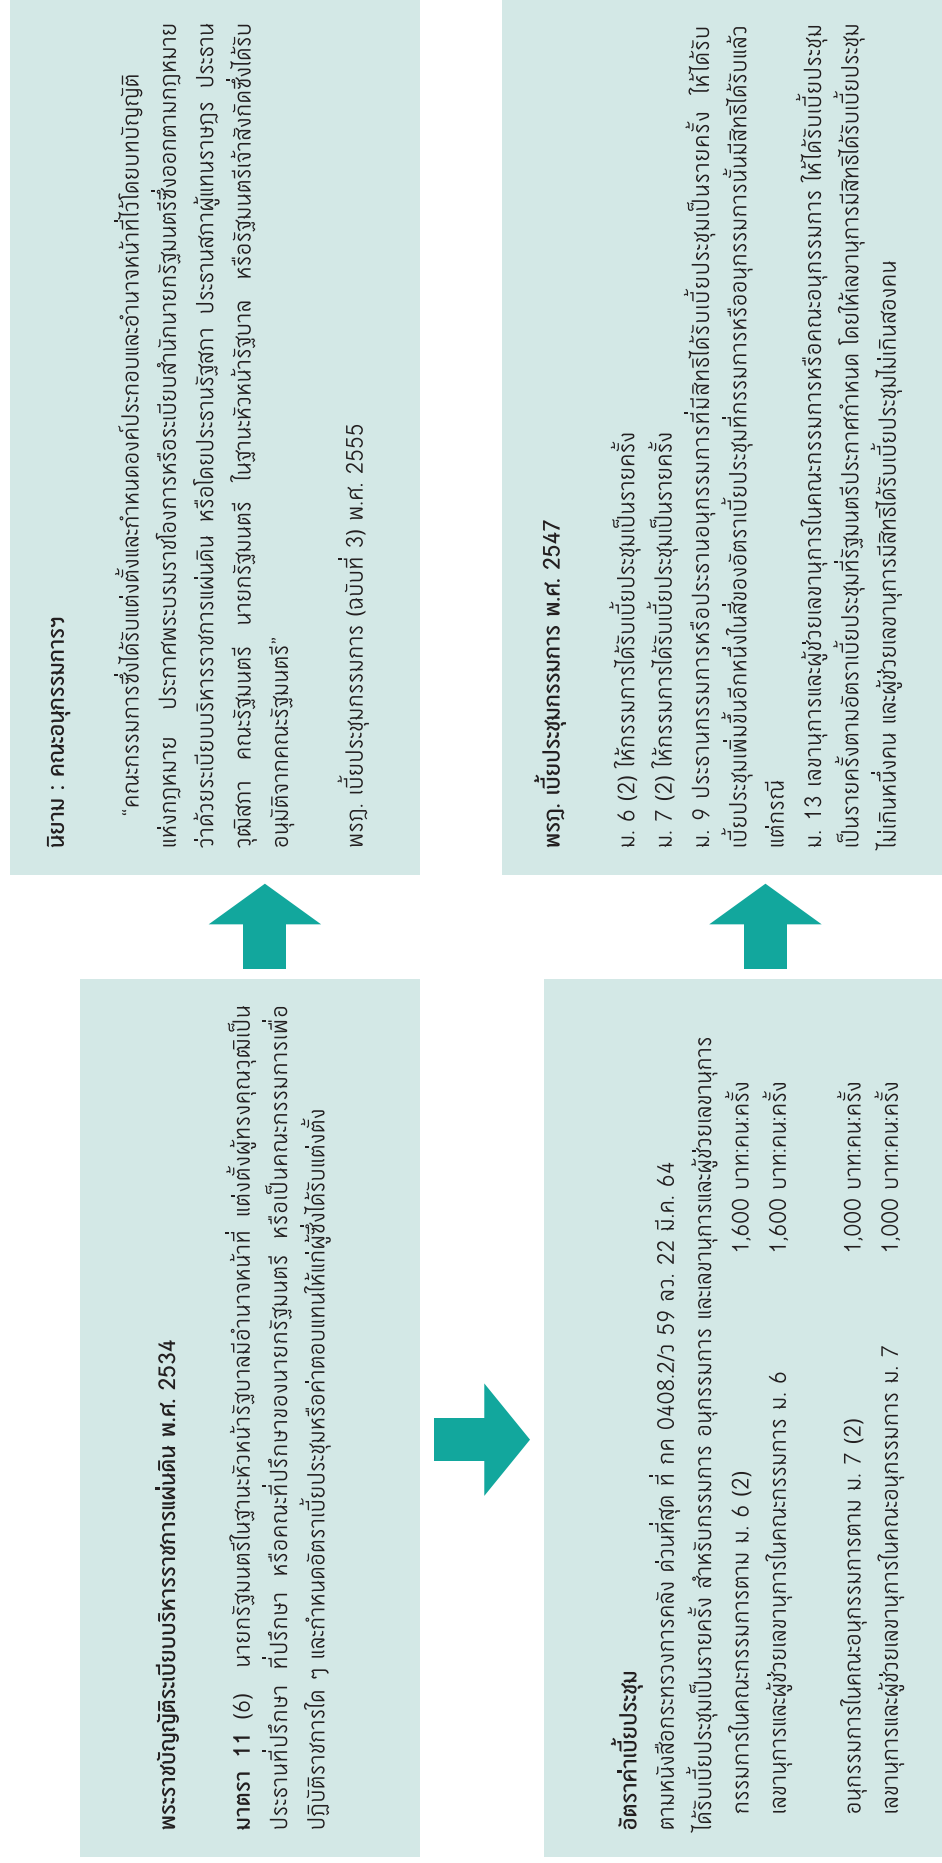 พระราชบัญญัติระเบียบบริหารราชการแผ่นดิน พ.ศ. 2534
มาตรา 11 (6) นายกรัฐมนตรีในฐานะหัวหน้ารัฐบาลมีอำนาจหน้าที่ แต่งตั้งผู้ทรงคุณวุฒิเป็น
ประธานที่ปรึกษา ที่ปรึกษา หรือคณะที่ปรึกษาของนายกรัฐมนตรี หรือเป็นคณะกรรมการเพื่อ
ปฏิบัติราชการใด ๆ และกำหนดอัตราเบี้ยประชุมหรือค่าตอบแทนให้แก่ผู้ซึ่งได้รับแต่งตั้ง
นิยาม : คณะอนุกรรมการฯ
“คณะกรรมการซึ่งได้รับแต่งตั้งและกำหนดองค์ประกอบและอำนาจหน้าที่ไว้โดยบทบัญญัติ
แห่งกฎหมาย ประกาศพระบรมราชโองการหรือระเบียบสำนักนายกรัฐมนตรีซึ่งออกตามกฎหมาย
ว่าด้วยระเบียบบริหารราชการแผ่นดิน หรือโดยประธานรัฐสภา ประธานสภาผู้แทนราษฎร ประธาน
วุฒิสภา คณะรัฐมนตรี นายกรัฐมนตรี ในฐานะหัวหน้ารัฐบาล หรือรัฐมนตรีเจ้าสังกัดซึ่งได้รับ
อนุมัติจากคณะรัฐมนตรี”
พรฎ. เบี้ยประชุมกรรมการ (ฉบับที่ 3) พ.ศ. 2555
อัตราค่าเบี้ยประชุม
ตามหนังสือกระทรวงการคลัง ด่วนที่สุด ที่ กค 0408.2/ว 59 ลว. 22 มี.ค. 64
ได้รับเบี้ยประชุมเป็นรายครั้ง สำหรับกรรมการ อนุกรรมการ และเลขานุการและผู้ช่วยเลขานุการ
กรรมการในคณะกรรมการตาม ม. 6 (2) 1,600 บาท:คน:ครั้ง
เลขานุการและผู้ช่วยเลขานุการในคณะกรรมการ ม. 6 1,600 บาท:คน:ครั้ง
อนุกรรมการในคณะอนุกรรมการตาม ม. 7 (2) 1,000 บาท:คน:ครั้ง
เลขานุการและผู้ช่วยเลขานุการในคณะอนุกรรมการ ม. 7 1,000 บาท:คน:ครั้ง
พรฎ. เบี้ยประชุมกรรมการ พ.ศ. 2547
ม. 6 (2) ให้กรรมการได้รับเบี้ยประชุมเป็นรายครั้ง
ม. 7 (2) ให้กรรมการได้รับเบี้ยประชุมเป็นรายครั้ง
ม. 9 ประธานกรรมการหรือประธานอนุกรรมการที่มีสิทธิได้รับเบี้ยประชุมเป็นรายครั้ง ให้ได้รับ
เบี้ยประชุมเพิ่มขึ้นอีกหนึ่งในสี่ของอัตราเบี้ยประชุมที่กรรมการหรืออนุกรรมการนั้นมีสิทธิได้รับแล้ว
แต่กรณี
ม. 13 เลขานุการและผู้ช่วยเลขานุการในคณะกรรมการหรือคณะอนุกรรมการ ให้ได้รับเบี้ยประชุม
เป็นรายครั้งตามอัตราเบี้ยประชุมที่รัฐมนตรีประกาศกำหนด โดยให้เลขานุการมีสิทธิได้รับเบี้ยประชุม
ไม่เกินหนึ่งคน และผู้ช่วยเลขานุการมีสิทธิได้รับเบี้ยประชุมไม่เกินสองคน